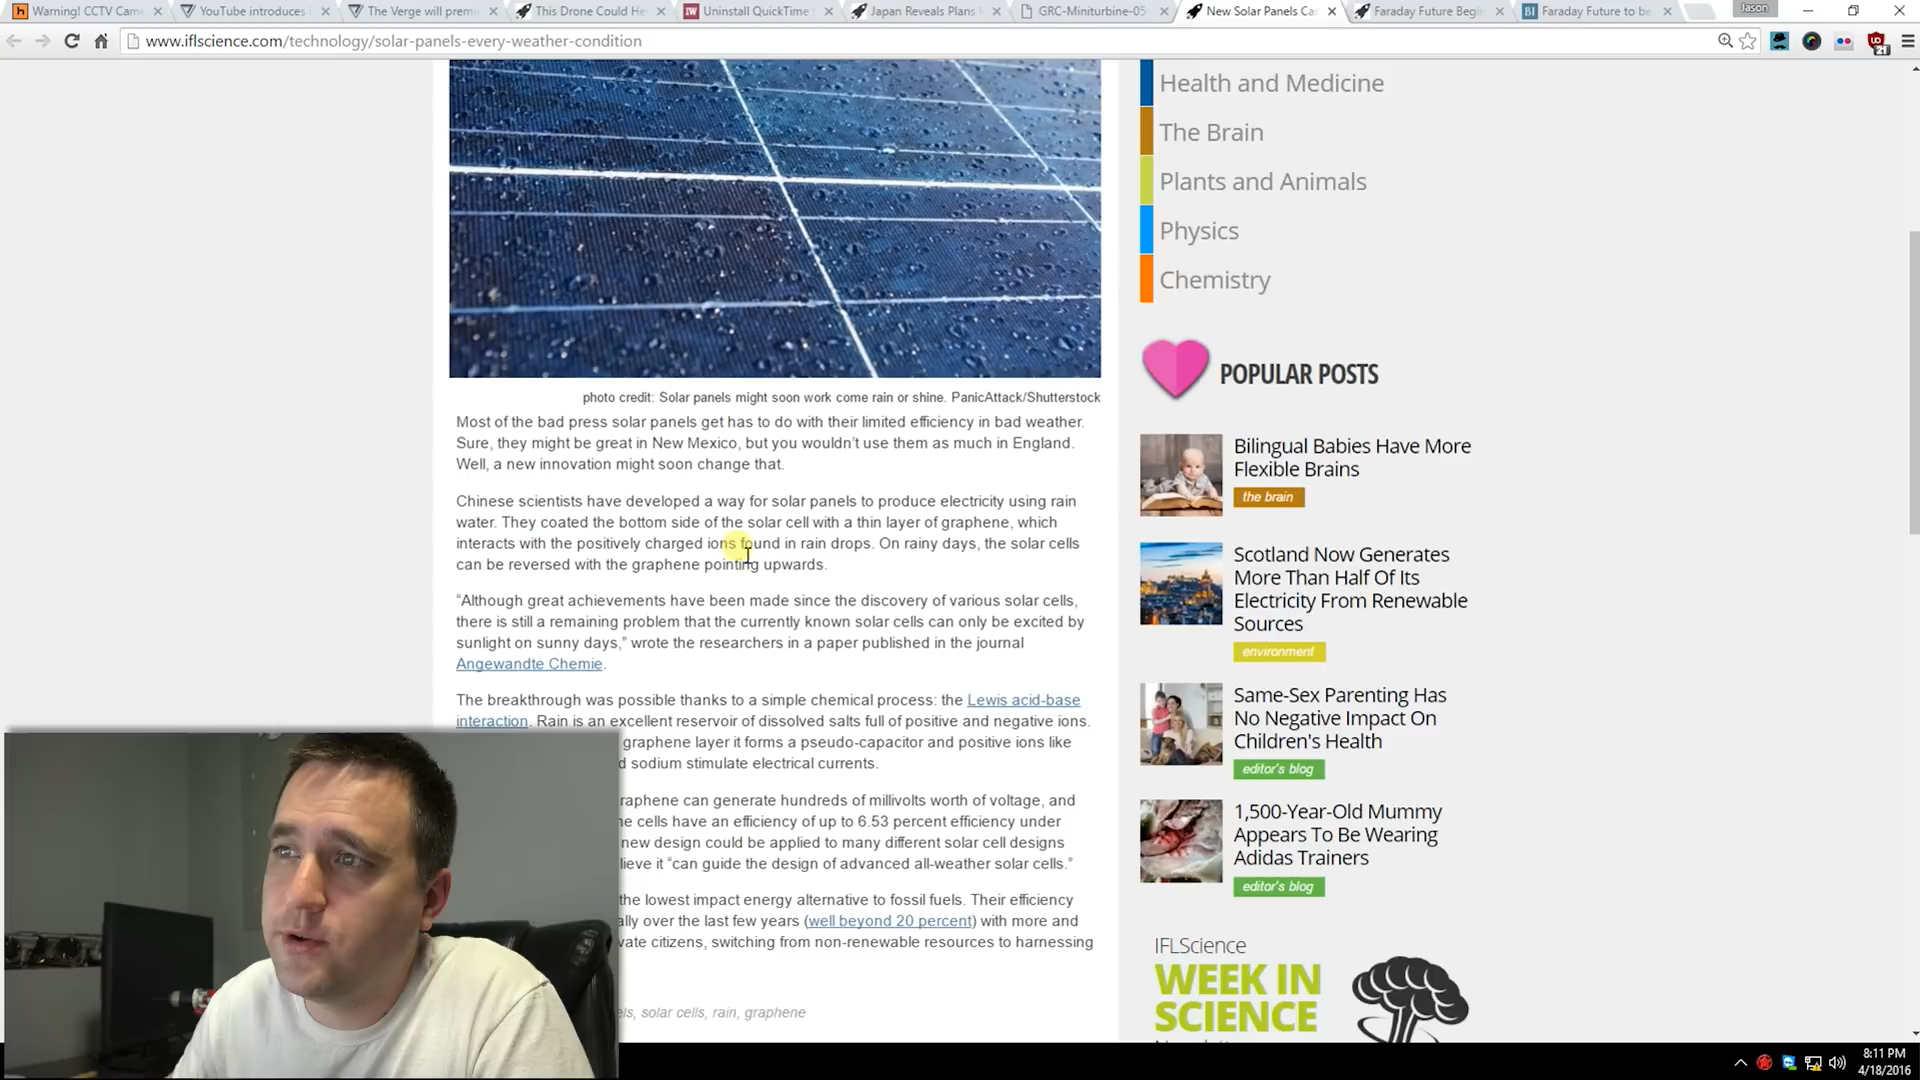 Warning! CCTV Came
YouTube introduces
The Verge will premi
This Drone Could He
Uninstall QuickTime
Japan Reveals Plans
GRC-Miniturbine-05
New Solar Panels Ca
Faraday Future Begi
Faraday Future to be
Jason
www.iflscience.com/technology/solar-panels-every-weather-condition
21
photo credit: Solar panels might soon work come rain or shine. PanicAttack/Shutterstock
Most of the bad press solar panels get has to do with their limited efficiency in bad weather.
Sure, they might be great in New Mexico, but you wouldn't use them as much in England.
Well, a new innovation might soon change that.
Chinese scientists have developed a way for solar panels to produce electricity using rain
water. They coated the bottom side of the solar cell with a thin layer of graphene, which
interacts with the positively charged ions found in rain drops. On rainy days, the solar cells
can be reversed with the graphene pointing upwards.
“Although great achievements have been made since the discovery of various solar cells,
there is still a remaining problem that the currently known solar cells can only be excited by
sunlight on sunny days,” wrote the researchers in a paper published in the journal
Angewandte Chemie.
The breakthrough was possible thanks to a simple chemical process: the Lewis acid-base
interaction. Rain is an excellent reservoir of dissolved salts full of positive and negative ions.
graphene layer it forms a pseudo-capacitor and positive ions like
d sodium stimulate electrical currents.
raphene can generate hundreds of millivolts worth of voltage, and
e cells have an efficiency of up to 6.53 percent efficiency under
new design could be applied to many different solar cell designs
lieve it “can guide the design of advanced all-weather solar cells.”
the lowest impact energy alternative to fossil fuels. Their efficiency
ally over the last few years (well beyond 20 percent) with more and
vate citizens, switching from non-renewable resources to harnessing
els, solar cells, rain, graphene
Health and Medicine
The Brain
Plants and Animals
Physics
Chemistry
POPULAR POSTS
Bilingual Babies Have More
Flexible Brains
the brain
Scotland Now Generates
More Than Half Of Its
Electricity From Renewable
Sources
environment
Same-Sex Parenting Has
No Negative Impact On
Children's Health
editor's blog
1,500-Year-Old Mummy
Appears To Be Wearing
Adidas Trainers
editor's blog
IFLScience
WEEK IN
SCIENCE
8:11 PM
4/18/2016